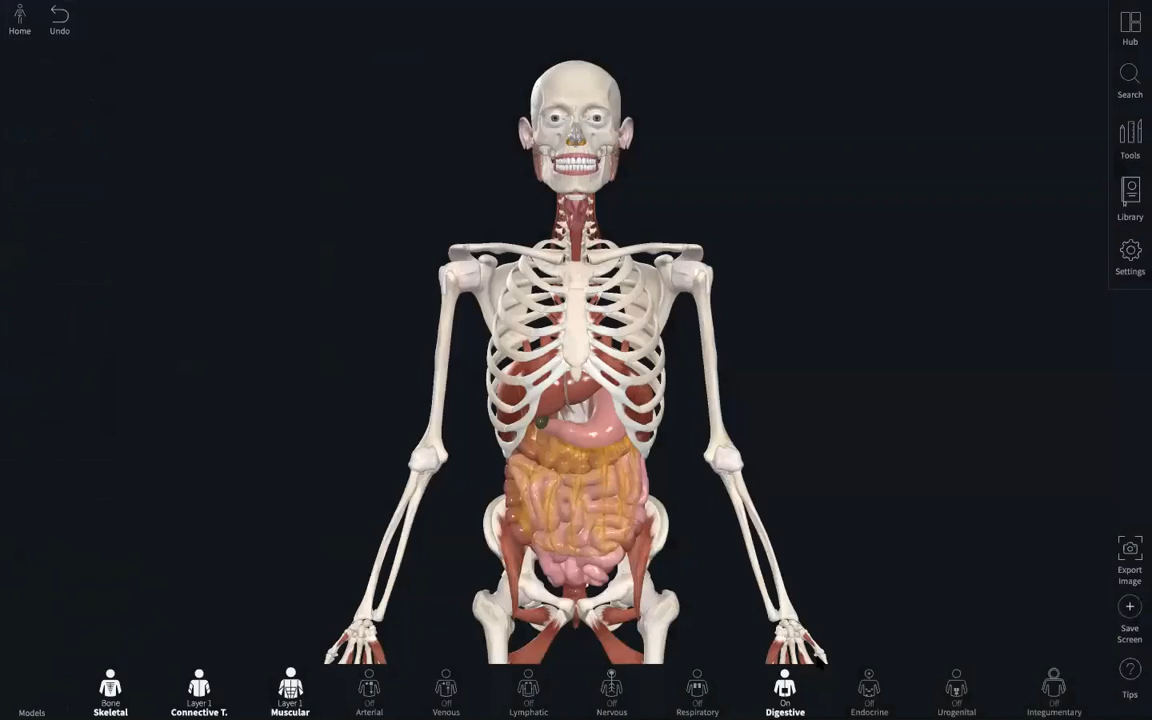 Home
Undo
Hub
Search
Tools
Library
Settings
Export
Image
Save
Screen
Tips
Models
Bone
Skeletal
Layer 1
Connective T.
Layer 1
Muscular
Off
Arterial
Off
Venous
Off
Lymphatic
Off
Nervous
Off
Respiratory
On
Digestive
Off
Endocrine
Off
Urogenital
Off
Integumentary